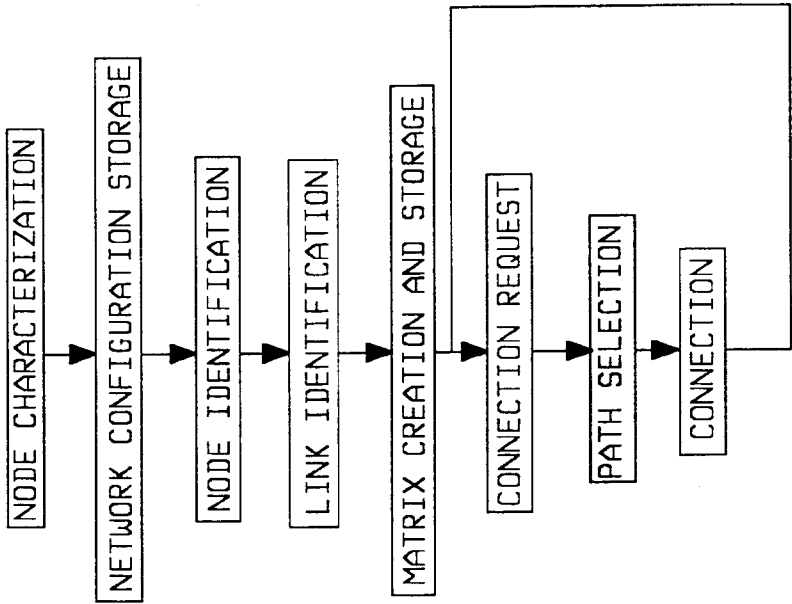 NODE CHARACTERIZATION
NETWORK CONFIGURATION STORAGE
NODE IDENTIFICATION
LINK IDENTIFICATION
MATRIX CREATION AND STORAGE
CONNECTION REQUEST
PATH SELECTION
CONNECTION